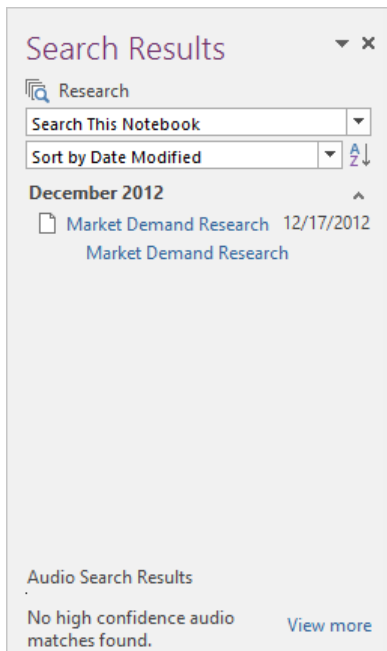 Search Results
Research
Search This Notebook
Sort by Date Modified
A
Z
December 2012
Market Demand Research 12/17/2012
Market Demand Research
Audio Search Results
No high confidence audio
matches found.
View more